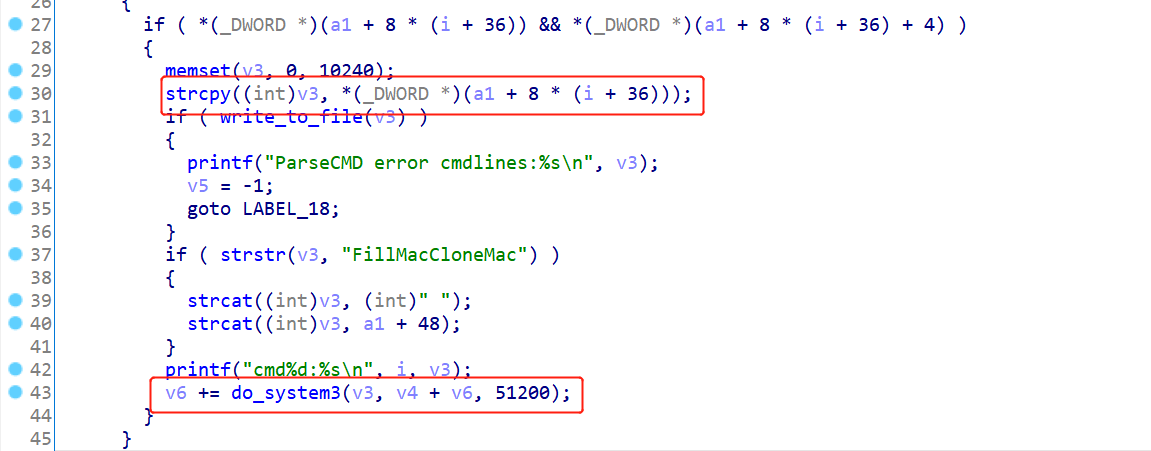 26 {
27 if ( *(_DWORD *)(a1 + 8 * (i + 36)) && *(_DWORD *)(a1 + 8 * (i + 36) + 4) )
28 {
29 memset(v3, 0, 10240);
30 strcpy((int)v3, *(_DWORD *)(a1 + 8 * (i + 36)));
31 if ( write_to_file(v3) )
32 {
33 printf("ParseCMD error cmdlines:%s\n", v3);
34 v5 = -1;
35 goto LABEL_18;
36 }
37 if ( strstr(v3, "FillMacCloneMac") )
38 {
39 strcat((int)v3, (int)" ");
40 strcat((int)v3, a1 + 48);
41 }
42 printf("cmd%d:%s\n", i, v3);
43 v6 += do_system3(v3, v4 + v6, 51200);
44 }
45 }